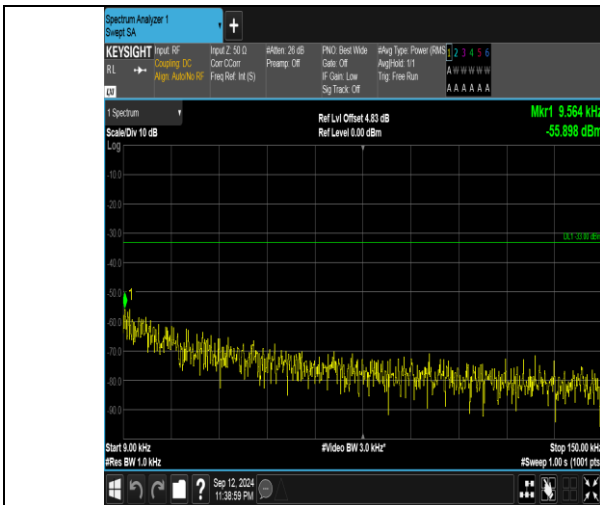 Spectrum Analyzer 1
Swept SA
+
KEYSIGHT Input: RF Input Z: 50 Ω #Atten: 26 dB PNO: Best Wide #Avg Type: Power (RMS 1 2 3 4 5 6
RL Coupling: DC Corr CCorr Preamp: Off Gate: Off Avg|Hold: 1/1 A W W W W W
Align: Auto/No RF Freq Ref: Int (S) IF Gain: Low Trig: Free Run
Sig Track: Off A A A A A A
LXI
1 Spectrum Ref Lvl Offset 4.83 dB Mkr1 9.564 kHz
Scale/Div 10 dB Ref Level 0.00 dBm -55.898 dBm
Log
-10.0
-20.0
-30.0
DL1 -33.00 dBm
-40.0
-50.0
1
-60.0
-70.0
-80.0
-90.0
Start 9.00 kHz #Video BW 3.0 kHz* Stop 150.00 kHz
#Res BW 1.0 kHz #Sweep 1.00 s (1001 pts
? Sep 12, 2024
11:38:59 PM